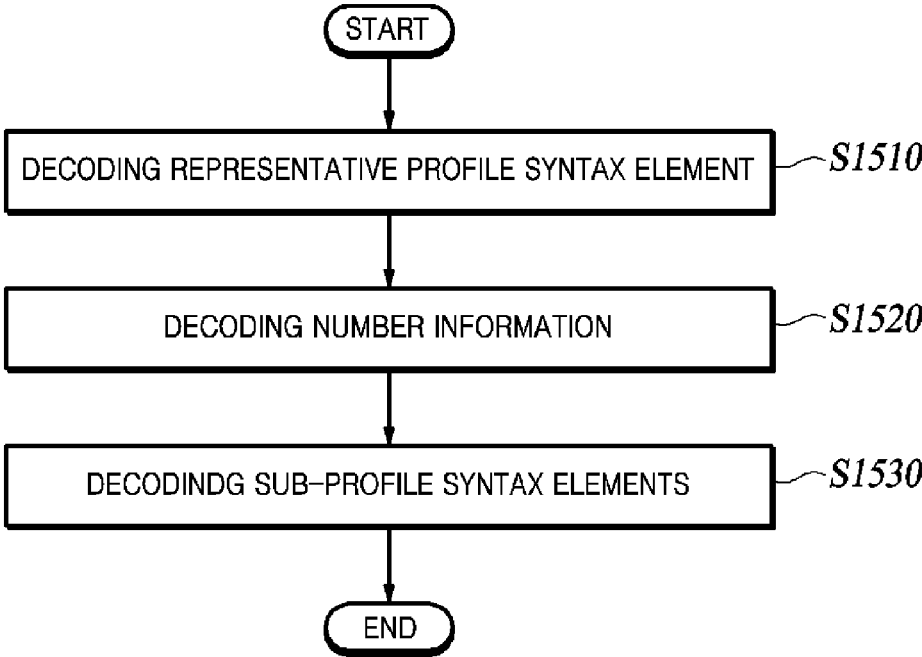 START
DECODING REPRESENTATIVE PROFILE SYNTAX ELEMENT
S1510
DECODING NUMBER INFORMATION
S1520
DECODINDG SUB-PROFILE SYNTAX ELEMENTS
S1530
END